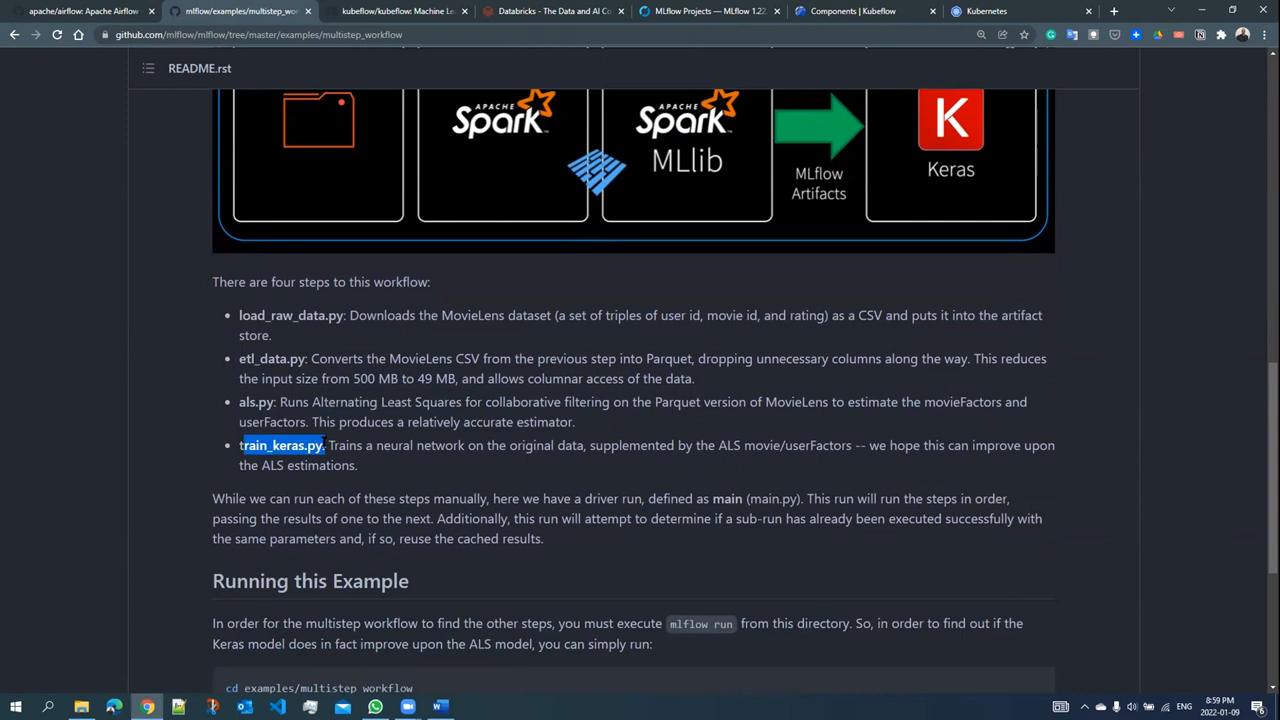 apache/airflow: Apache Airflow
mlflow/examples/multistep_wo
kubeflow/kubeflow: Machine Le
Databricks - The Data and AI Co
MLflow Projects — MLflow 1.22.
Components | Kubeflow
Kubernetes
github.com/mlflow/mlflow/tree/master/examples/multistep_workflow
README.rst
APACHE
Spark
APACHE
Spark
MLlib
MLflow
Artifacts
K
Keras
There are four steps to this workflow:
• load_raw_data.py: Downloads the MovieLens dataset (a set of triples of user id, movie id, and rating) as a CSV and puts it into the artifact
store.
• etl_data.py: Converts the MovieLens CSV from the previous step into Parquet, dropping unnecessary columns along the way. This reduces
the input size from 500 MB to 49 MB, and allows columnar access of the data.
• als.py: Runs Alternating Least Squares for collaborative filtering on the Parquet version of MovieLens to estimate the movieFactors and
userFactors. This produces a relatively accurate estimator.
• train_keras.py: Trains a neural network on the original data, supplemented by the ALS movie/userFactors -- we hope this can improve upon
the ALS estimations.
While we can run each of these steps manually, here we have a driver run, defined as main (main.py). This run will run the steps in order,
passing the results of one to the next. Additionally, this run will attempt to determine if a sub-run has already been executed successfully with
the same parameters and, if so, reuse the cached results.
Running this Example
In order for the multistep workflow to find the other steps, you must execute mlflow run from this directory. So, in order to find out if the
Keras model does in fact improve upon the ALS model, you can simply run:
cd examples/multistep_workflow
ENG
8:59 PM
2022-01-09